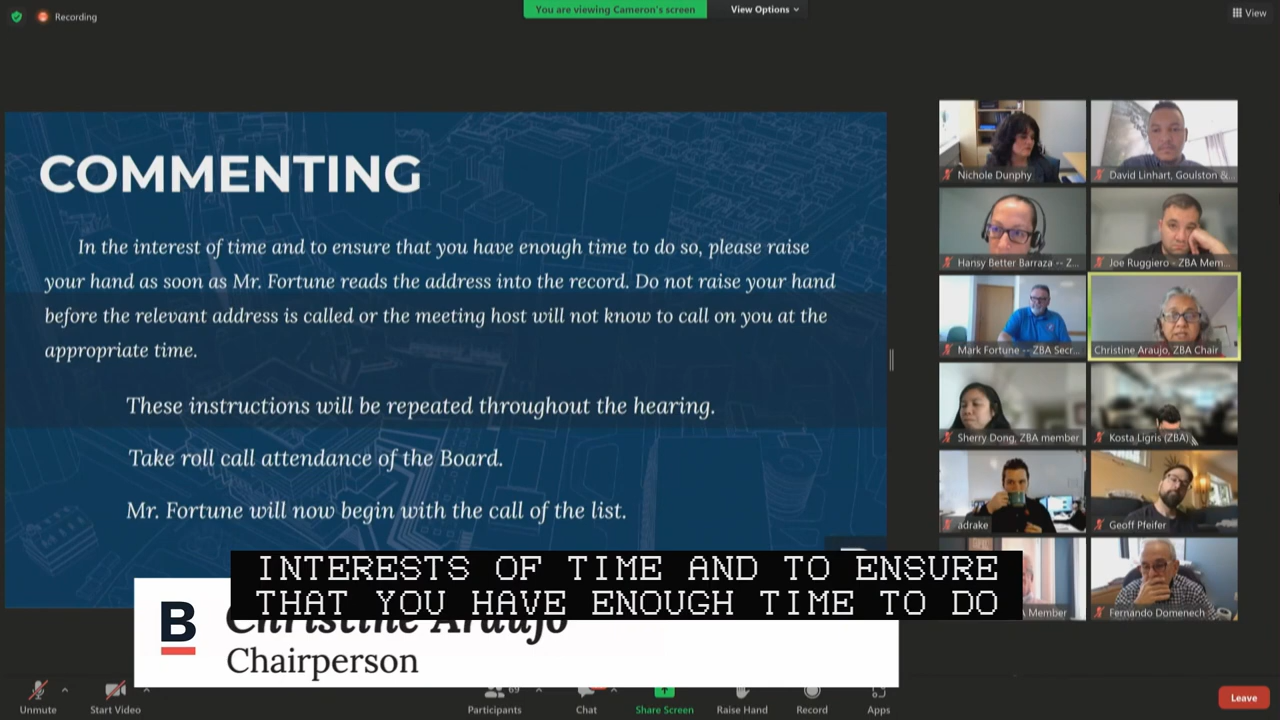 Recording
You are viewing Cameron's screen
View Options
View
COMMENTING
In the interest of time and to ensure that you have enough time to do so, please raise
your hand as soon as Mr. Fortune reads the address into the record. Do not raise your hand
before the relevant address is called or the meeting host will not know to call on you at the
appropriate time.
These instructions will be repeated throughout the hearing.
Take roll call attendance of the Board.
Mr. Fortune will now begin with the call of the list.
Nichole Dunphy
David Linhart, Goulston &...
Hansy Better Barraza -- Z...
Joe Ruggiero - ZBA Mem...
Mark Fortune -- ZBA Secr...
Christine Araujo, ZBA Chair
Sherry Dong, ZBA member
Kosta Ligris (ZBA)
adrake
Geoff Pfeifer
Member
Fernando Domenech
INTERESTS OF TIME AND TO ENSURE
THAT YOU HAVE ENOUGH TIME TO DO
B
Christine Araujo
Chairperson
Unmute
Start Video
69
Participants
Chat
Share Screen
Raise Hand
Record
Apps
Leave